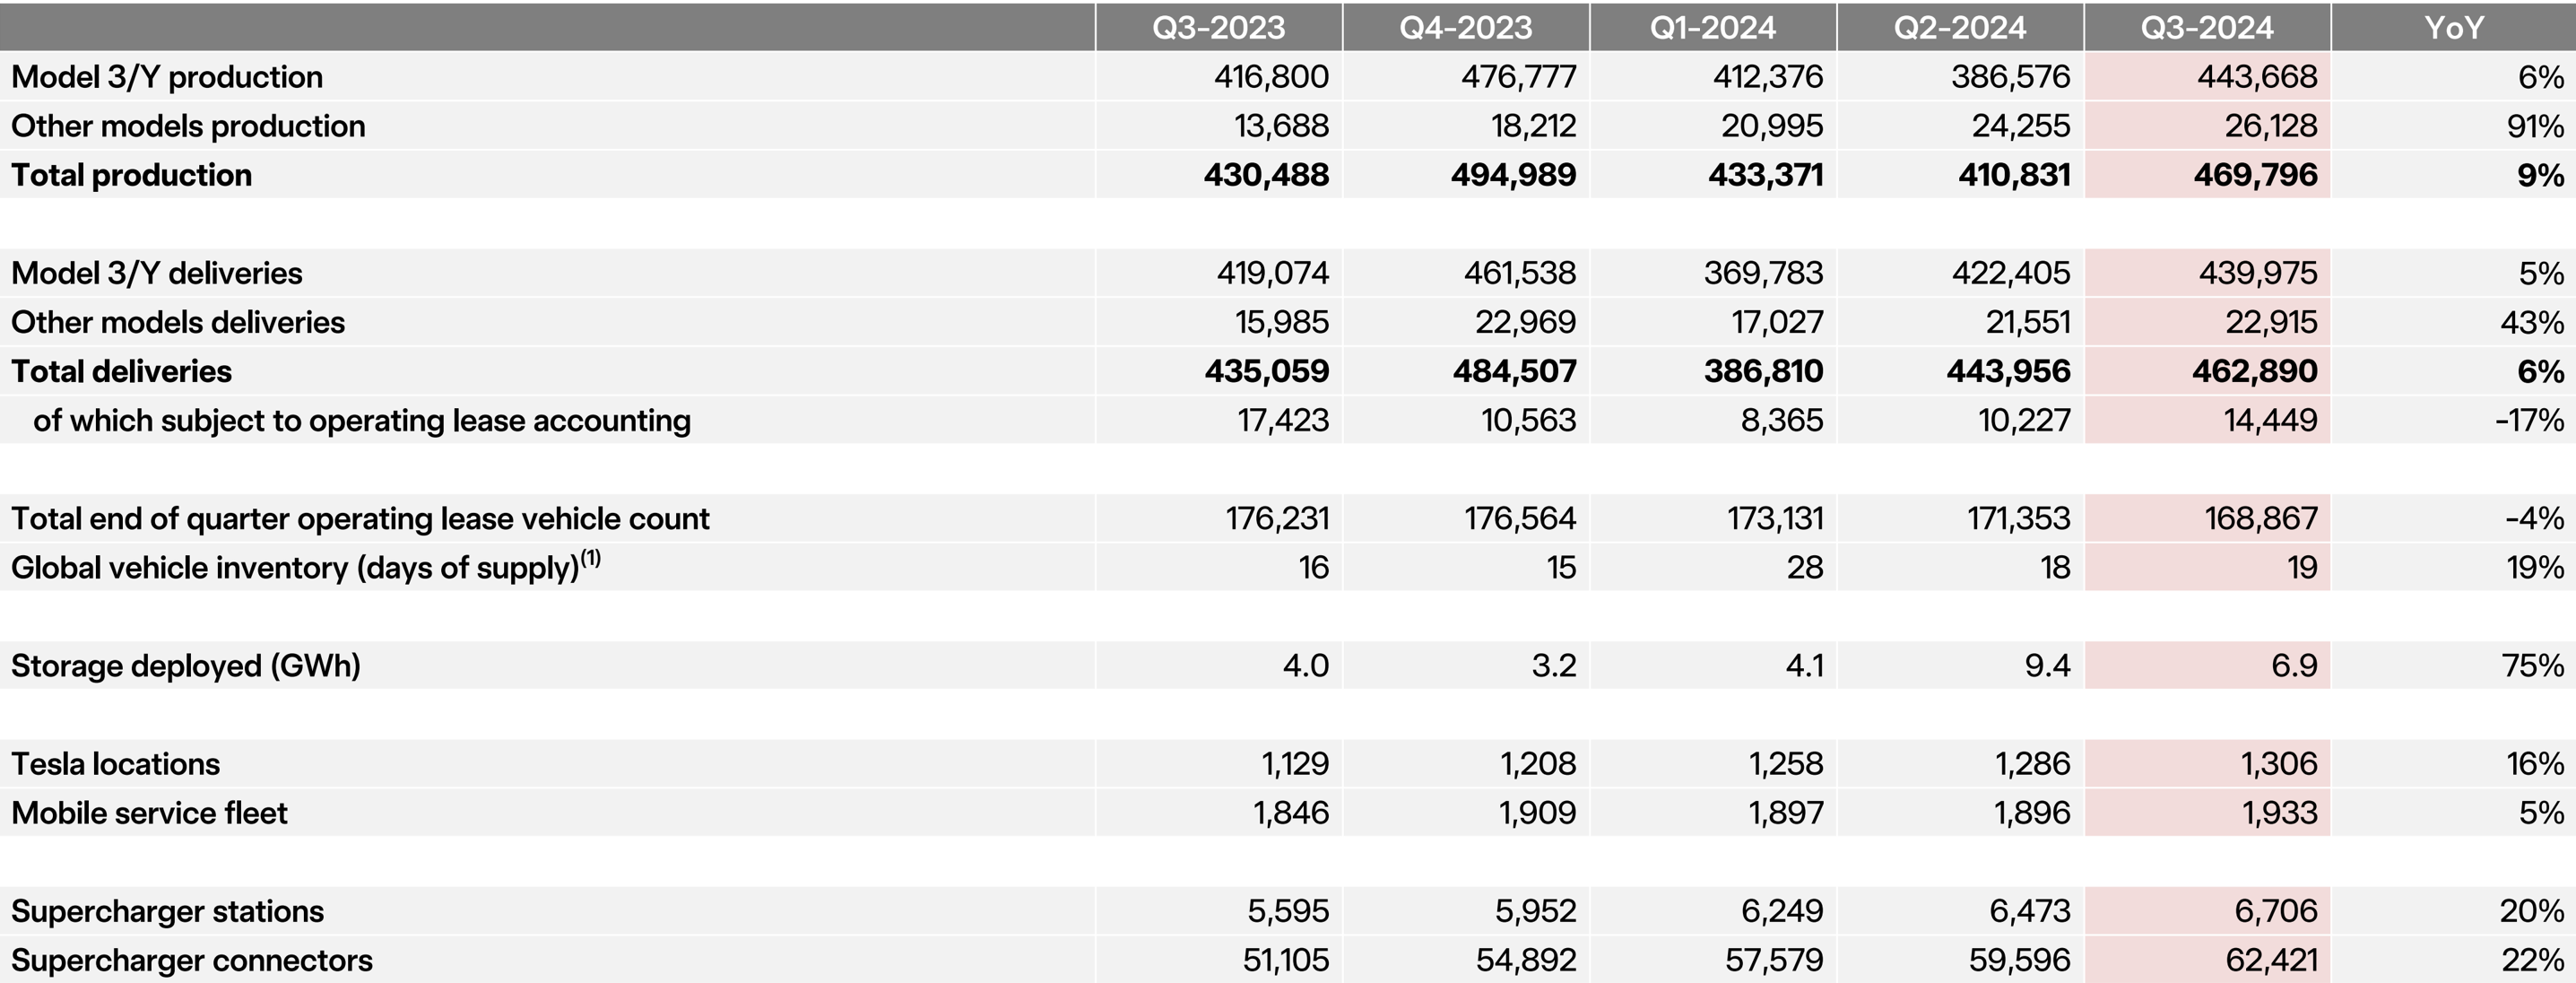 Q3-2023 Q4-2023 Q1-2024 Q2-2024 Q3-2024 YoY
Model 3/Y production 416,800 476,777 412,376 386,576 443,668 6%
Other models production 13,688 18,212 20,995 24,255 26,128 91%
Total production 430,488 494,989 433,371 410,831 469,796 9%
Model 3/Y deliveries 419,074 461,538 369,783 422,405 439,975 5%
Other models deliveries 15,985 22,969 17,027 21,551 22,915 43%
Total deliveries 435,059 484,507 386,810 443,956 462,890 6%
of which subject to operating lease accounting 17,423 10,563 8,365 10,227 14,449 -17%
Total end of quarter operating lease vehicle count 176,231 176,564 173,131 171,353 168,867 -4%
Global vehicle inventory (days of supply)(1) 16 15 28 18 19 19%
Storage deployed (GWh) 4.0 3.2 4.1 9.4 6.9 75%
Tesla locations 1,129 1,208 1,258 1,286 1,306 16%
Mobile service fleet 1,846 1,909 1,897 1,896 1,933 5%
Supercharger stations 5,595 5,952 6,249 6,473 6,706 20%
Supercharger connectors 51,105 54,892 57,579 59,596 62,421 22%